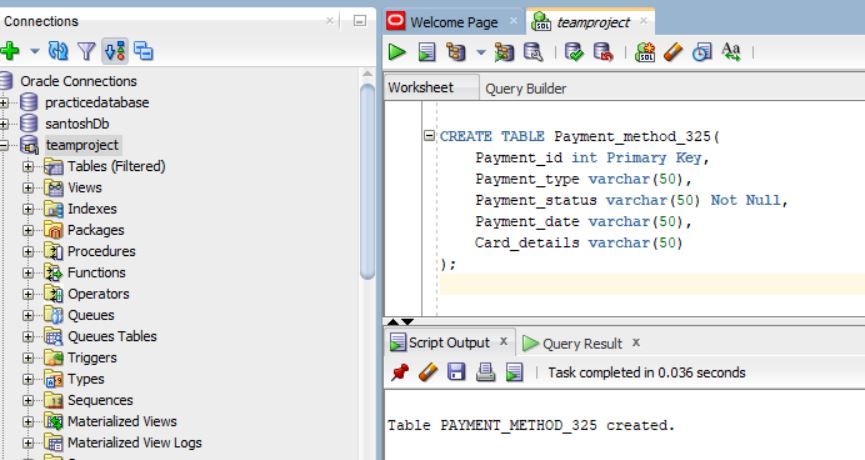 Connections
Oracle Connections
practicedatabase
santoshDb
teamproject
Tables (Filtered)
Views
Indexes
Packages
Procedures
Functions
Operators
Queues
Queues Tables
Triggers
Types
Sequences
Materialized Views
Materialized View Logs
Welcome Page
teamproject
Worksheet
Query Builder
CREATE TABLE Payment_method_325(
Payment_id int Primary Key,
Payment_type varchar(50),
Payment_status varchar(50) Not Null,
Payment_date varchar(50),
Card_details varchar(50)
);
Script Output x
Query Result x
Task completed in 0.036 seconds
Table PAYMENT_METHOD_325 created.